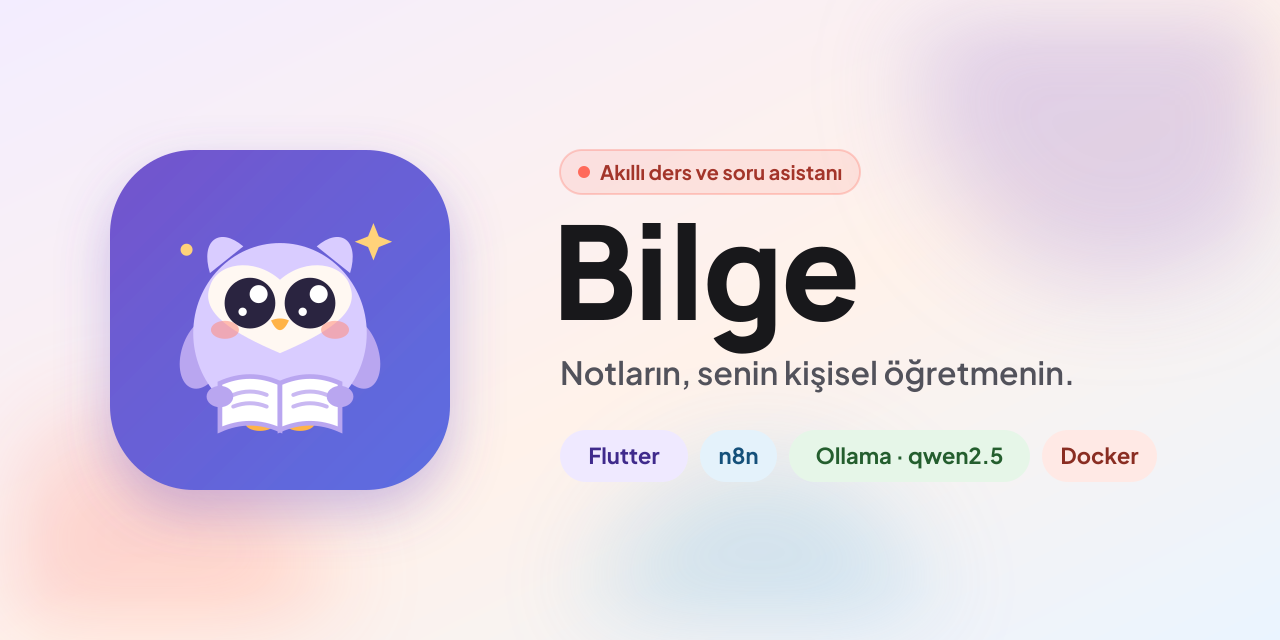 Akıllı ders ve soru asistanı
Bilge
Notların, senin kişisel öğretmenin.
Flutter n8n Ollama · qwen2.5 Docker